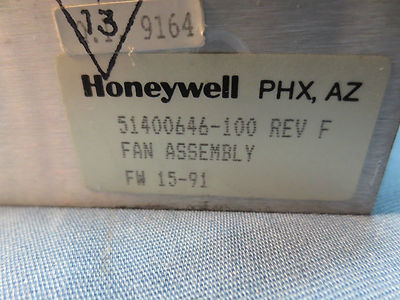 13
9164
Honeywell PHX, AZ
51400646-100 REV F
FAN ASSEMBLY
FW 15-91